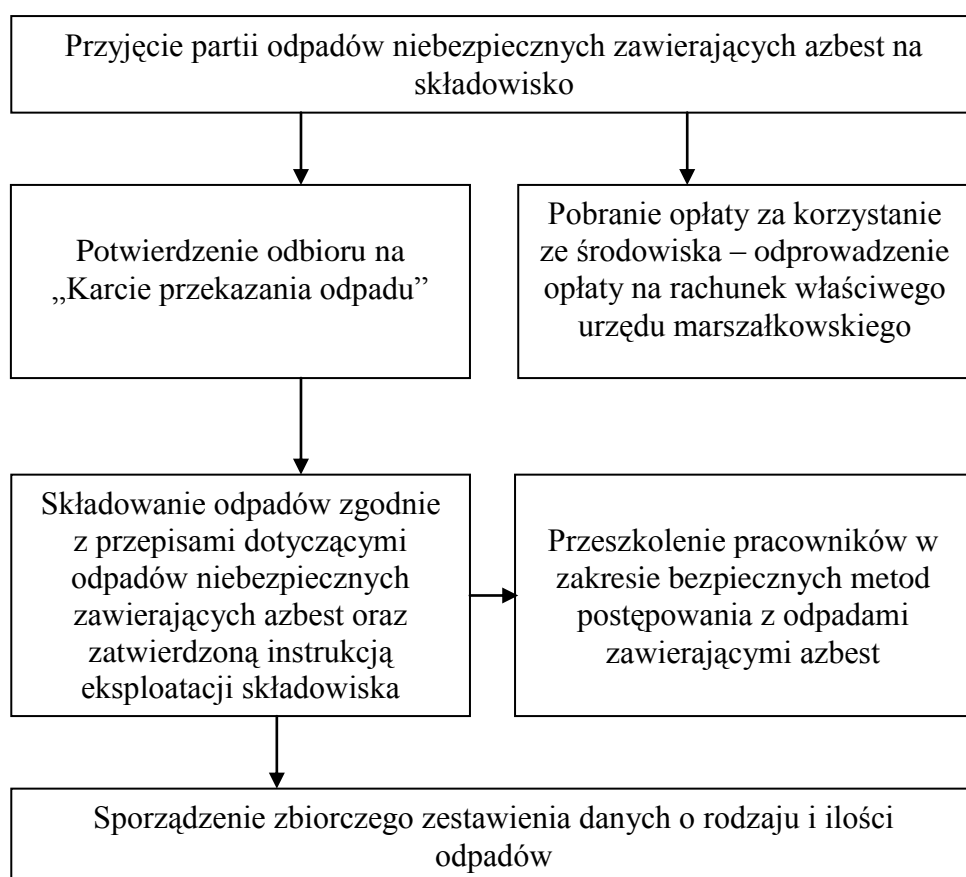 Przyjęcie partii odpadów niebezpiecznych zawierających azbest na
składowisko
Potwierdzenie odbioru na
„Karcie przekazania odpadu”
Pobranie opłaty za korzystanie
ze środowiska – odprowadzenie
opłaty na rachunek właściwego
urzędu marszałkowskiego
Składowanie odpadów zgodnie
z przepisami dotyczącymi
odpadów niebezpiecznych
zawierających azbest oraz
zatwierdzoną instrukcją
eksploatacji składowiska
Przeszkolenie pracowników w
zakresie bezpiecznych metod
postępowania z odpadami
zawierającymi azbest
Sporządzenie zbiorczego zestawienia danych o rodzaju i ilości
odpadów